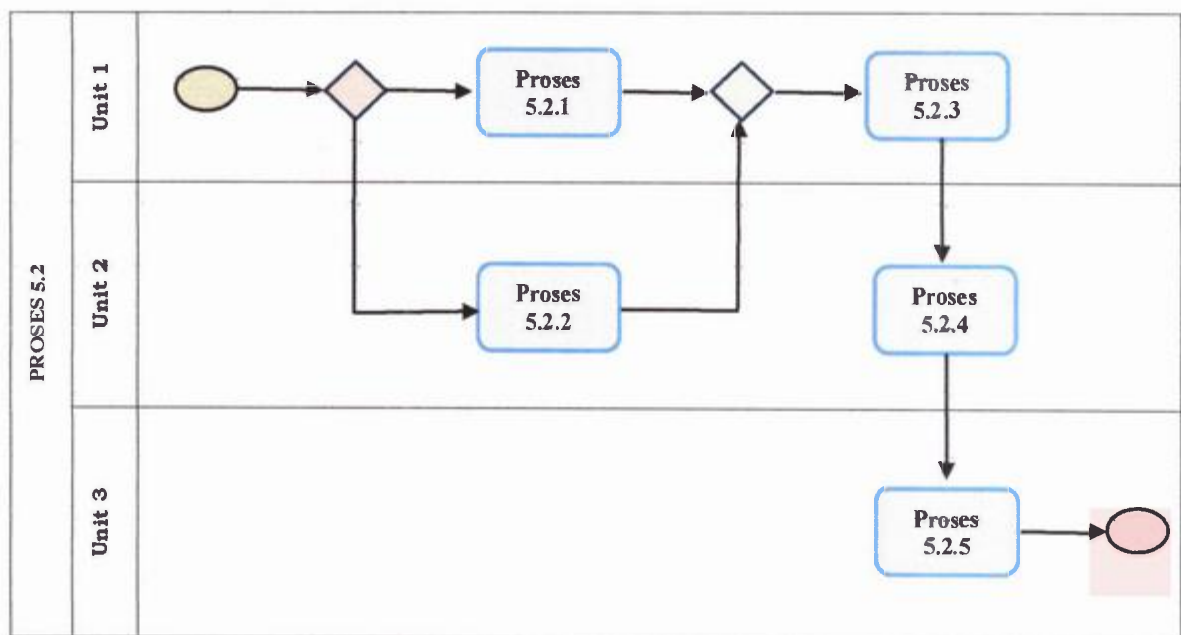 PROSES 5.2
Unit 1
Proses
5.2.1
Proses
5.2.3
Unit 2
Proses
5.2.2
Proses
5.2.4
Unit 3
Proses
5.2.5